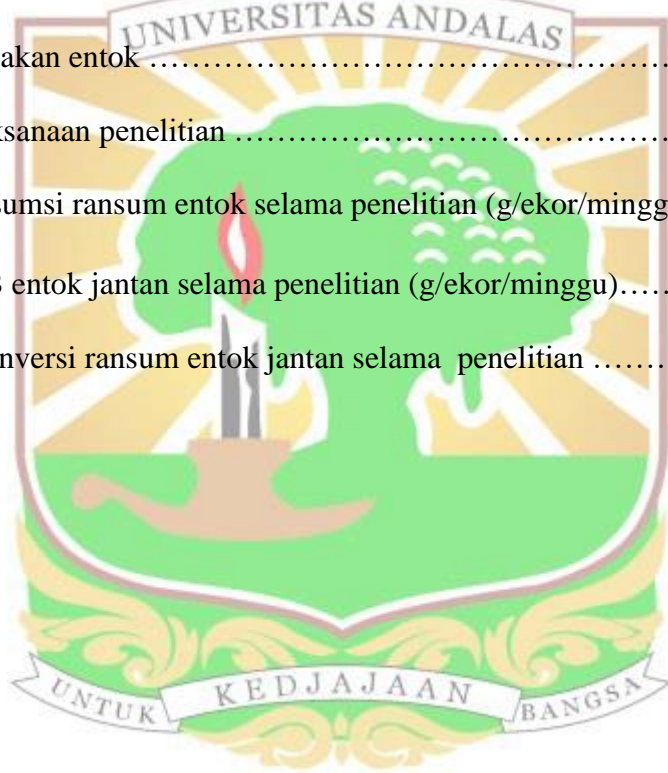 UNIVERSITAS ANDALAS
akan entok ……………………………………………
ksanaan penelitian ……………………………………
sumsi ransum entok selama penelitian (g/ekor/mingg
entok jantan selama penelitian (g/ekor/minggu)……
nversi ransum entok jantan selama penelitian …….
UNTUK KEDJAJAAN BANGSA